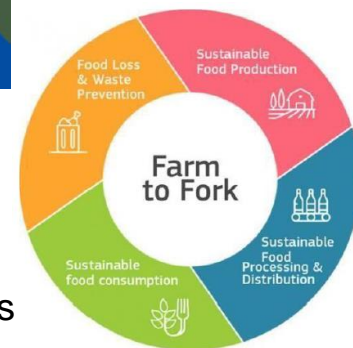 Food Loss
& Waste
Prevention
Sustainable
Food Production
Farm
to Fork
Sustainable
Food
Processing &
Distribution
Sustainable
food consumption
s